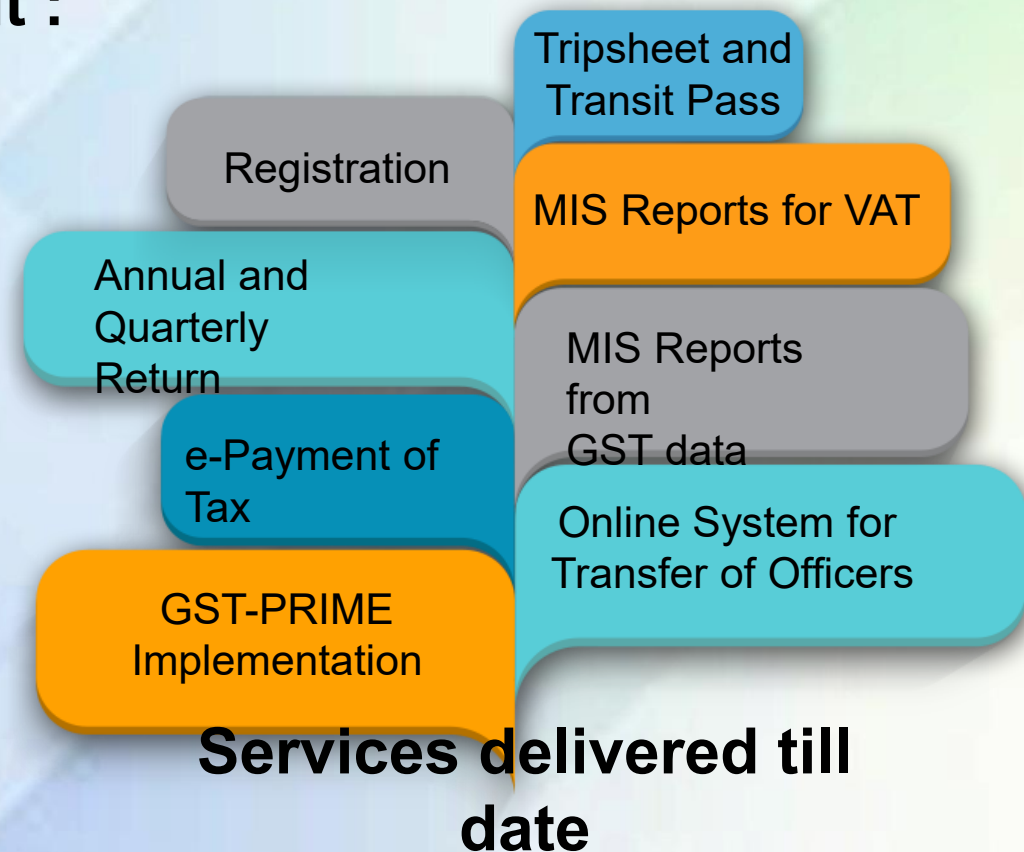 Tripsheet and
Transit Pass
Registration
MIS Reports for VAT
Annual and
Quarterly
Return
MIS Reports
from
GST data
e-Payment of
Tax
Online System for
Transfer of Officers
GST-PRIME
Implementation
Services delivered till
date